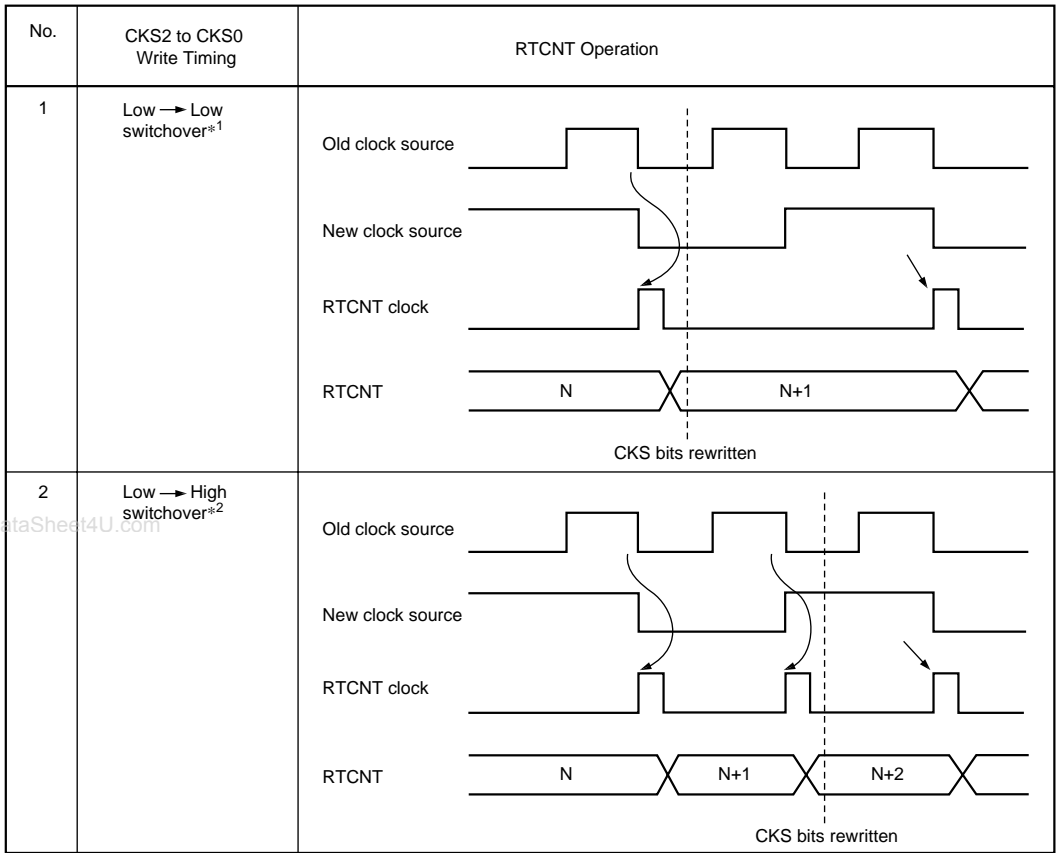 No.
CKS2 to CKS0
Write Timing
RTCNT Operation
1
Low → Low
switchover*1
Old clock source
New clock source
RTCNT clock
RTCNT
N
N+1
CKS bits rewritten
2
Low → High
switchover*2
ataSheet4U.com
Old clock source
New clock source
RTCNT clock
RTCNT
N
N+1
N+2
CKS bits rewritten